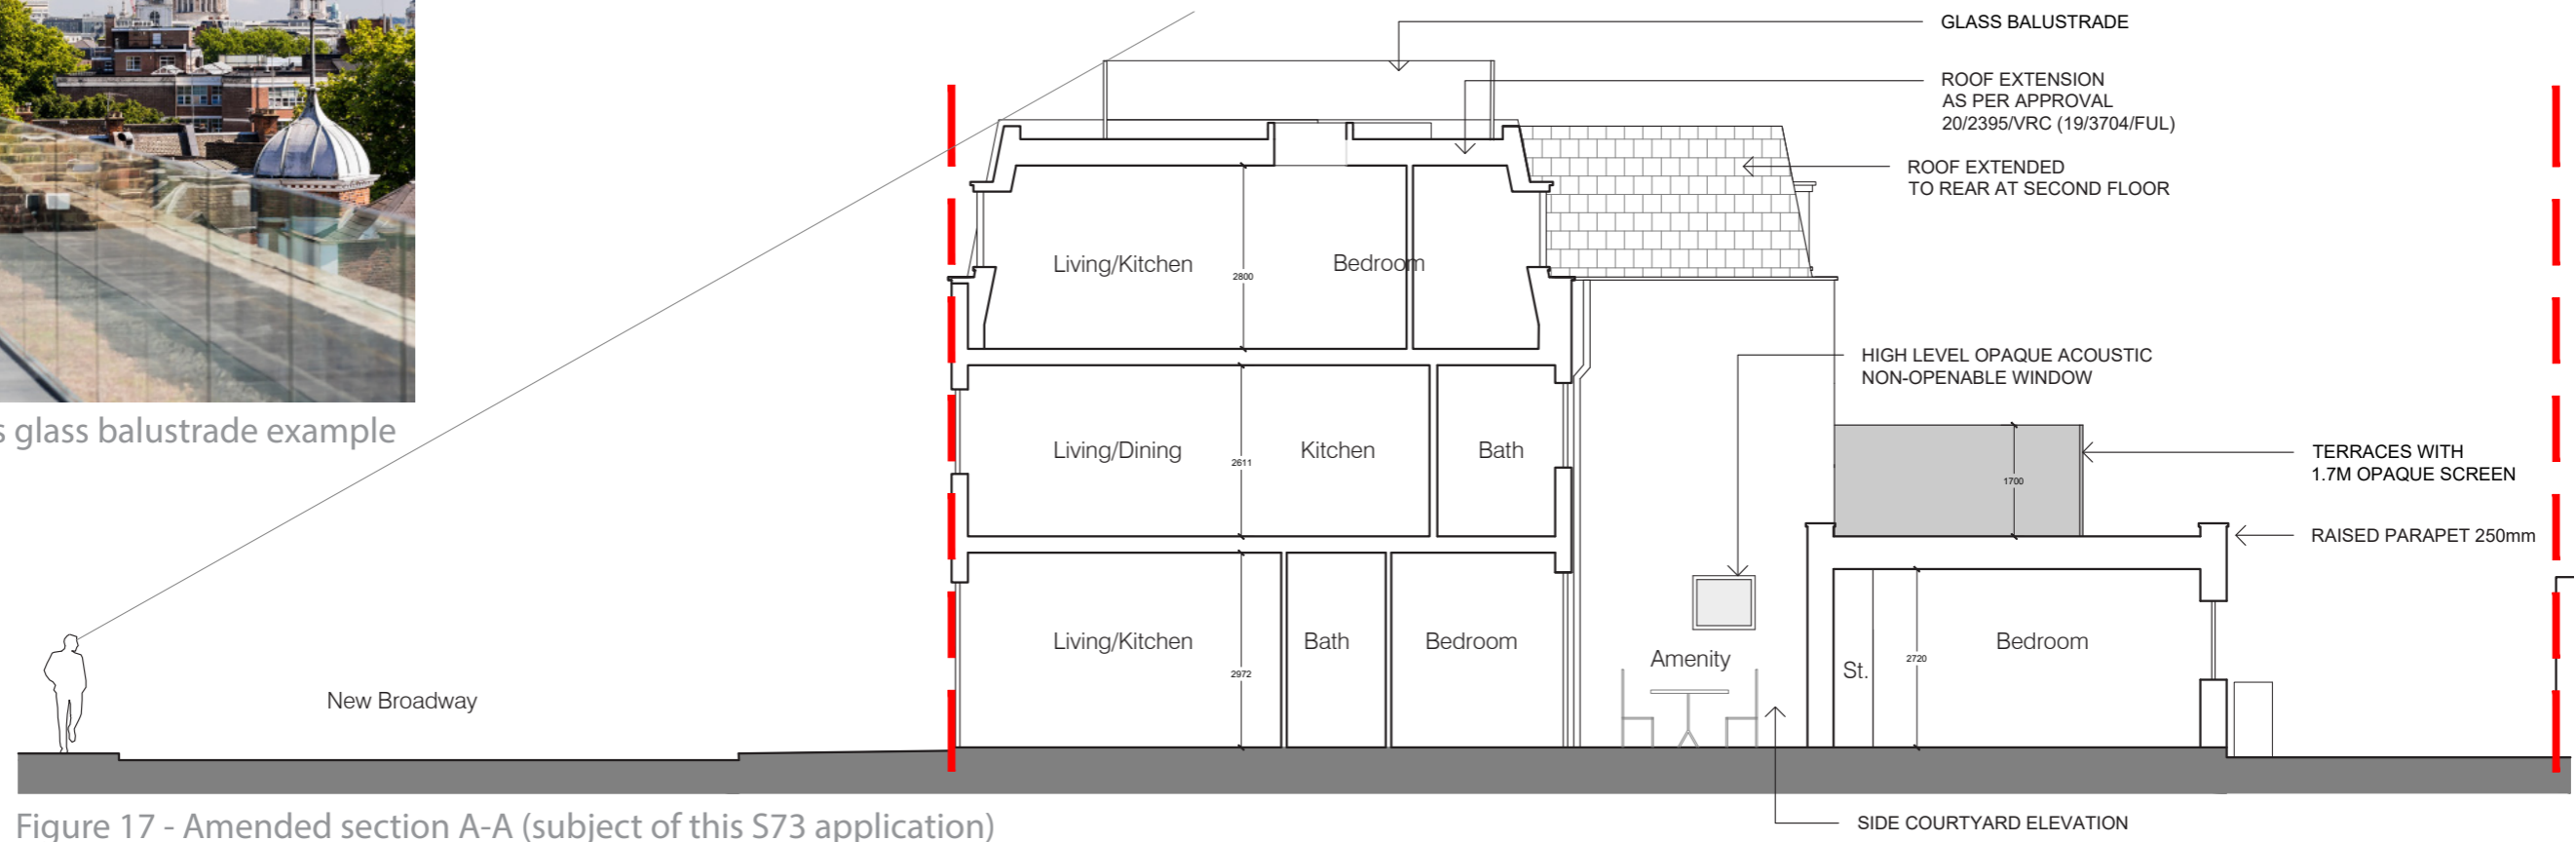 GLASS BALUSTRADE
ROOF EXTENSION
AS PER APPROVAL
20/2395/VRC (19/3704/FUL)
ROOF EXTENDED
TO REAR AT SECOND FLOOR
Living/Kitchen
2800
Bedroom
HIGH LEVEL OPAQUE ACOUSTIC
NON-OPENABLE WINDOW
s glass balustrade example
Living/Dining
2611
Kitchen
Bath
1700
TERRACES WITH
1.7M OPAQUE SCREEN
RAISED PARAPET 250mm
Living/Kitchen
2972
Bath
Bedroom
Amenity
St.
2720
Bedroom
New Broadway
SIDE COURTYARD ELEVATION
Figure 17 - Amended section A-A (subject of this S73 application)